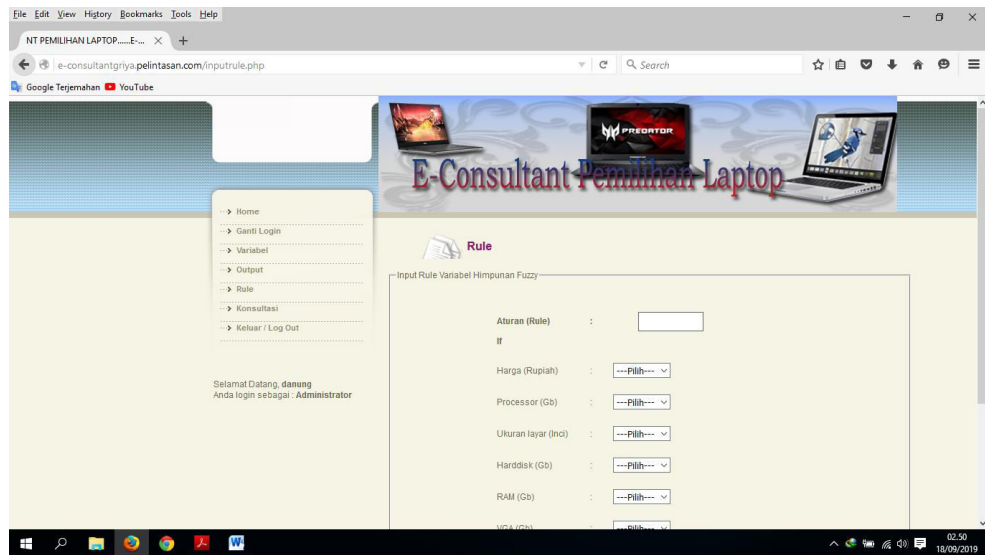 File Edit View History Bookmarks Tools Help
NT PEMILIHAN LAPTOP......E-...
e-consultantgriya.pelintasan.com/inputrule.php
Search
Google Terjemahan YouTube
PREDATOR
E-Consultant Pemilihan Laptop
Home
Ganti Login
Variabel
Output
Rule
Konsultasi
Keluar / Log Out
Selamat Datang, danung
Anda login sebagai : Administrator
Rule
Input Rule Variabel Himpunan Fuzzy
Aturan (Rule) :
If
Harga (Rupiah) : ---Pilih---
Processor (Gb) : ---Pilih---
Ukuran layar (Inci) : ---Pilih---
Harddisk (Gb) : ---Pilih---
RAM (Gb) : ---Pilih---
VGA (Gb) : ---Pilih---
02.50
18/09/2019